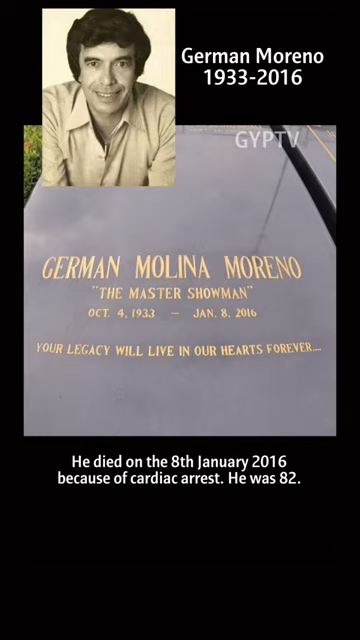 German Moreno
1933-2016
GYPTV
GERMAN MOLINA MORENO
"THE MASTER SHOWMAN"
OCT. 4, 1933 — JAN. 8, 2016
YOUR LEGACY WILL LIVE IN OUR HEARTS FOREVER....
He died on the 8th January 2016
because of cardiac arrest. He was 82.